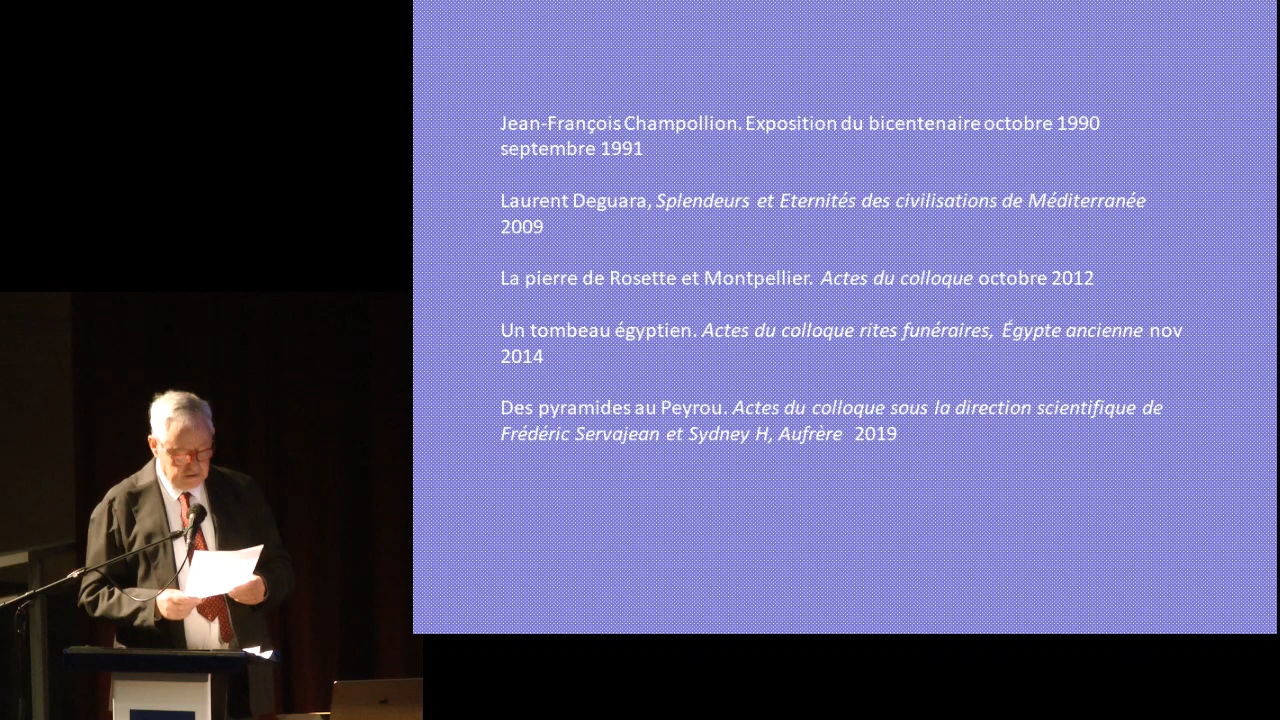 Jean-François Champollion. Exposition du bicentenaire octobre 1990
septembre 1991
Laurent Deguara, Splendeurs et Eternités des civilisations de Méditerranée
2009
La pierre de Rosette et Montpellier. Actes du colloque octobre 2012
Un tombeau égyptien. Actes du colloque rites funéraires, Égypte ancienne nov
2014
Des pyramides au Peyrou. Actes du colloque sous la direction scientifique de
Frédéric Servajean et Sydney H, Aufrère 2019